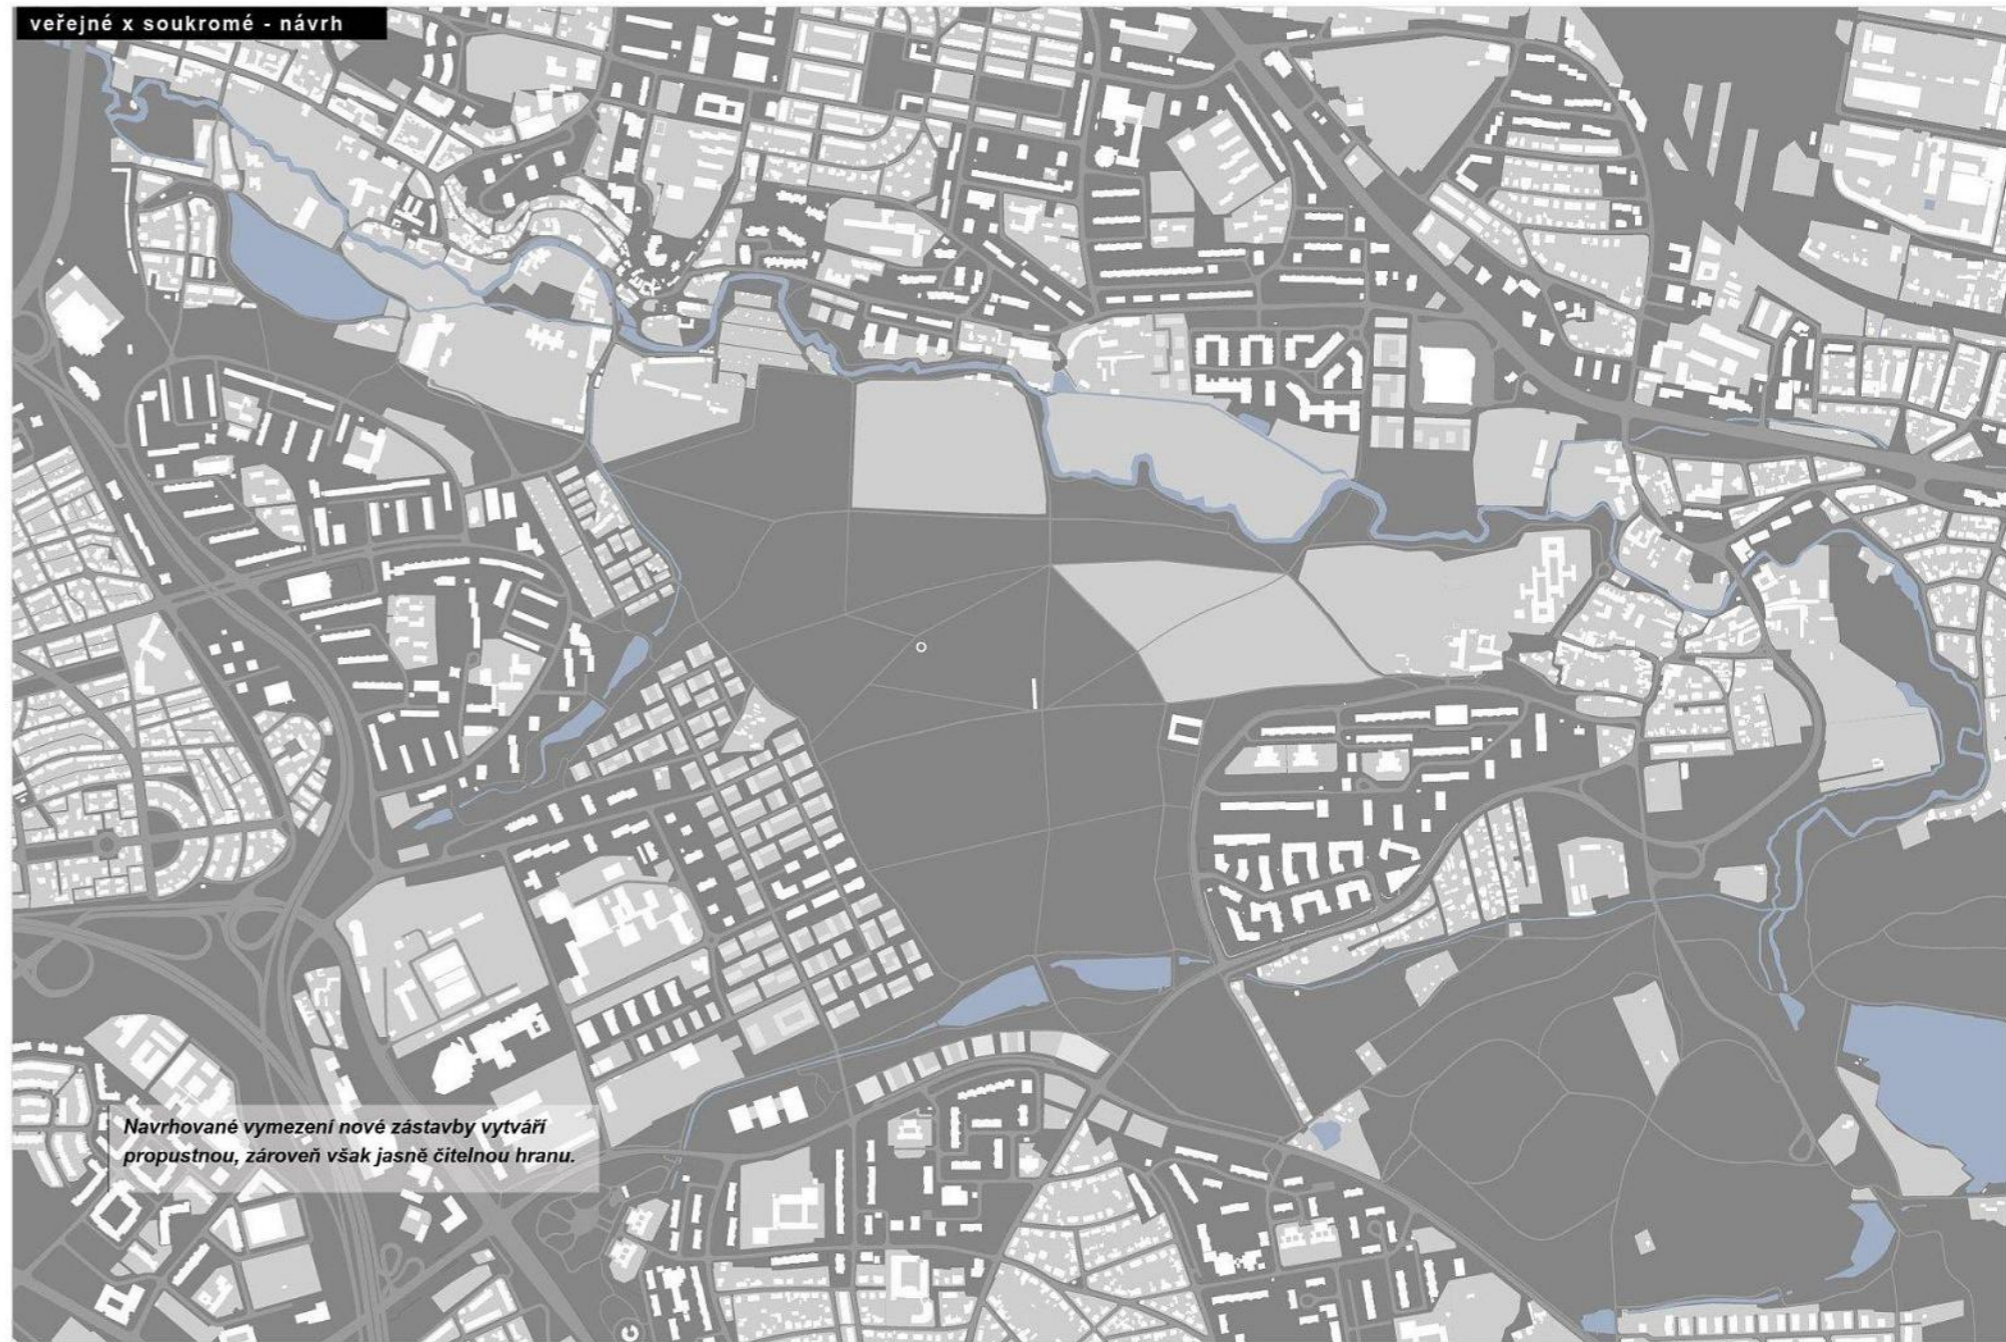 veřejné x soukromé - návrh
Navrhované vymezení nové zástavby vytváří
propustnou, zároveň však jasně čitelnou hranu.